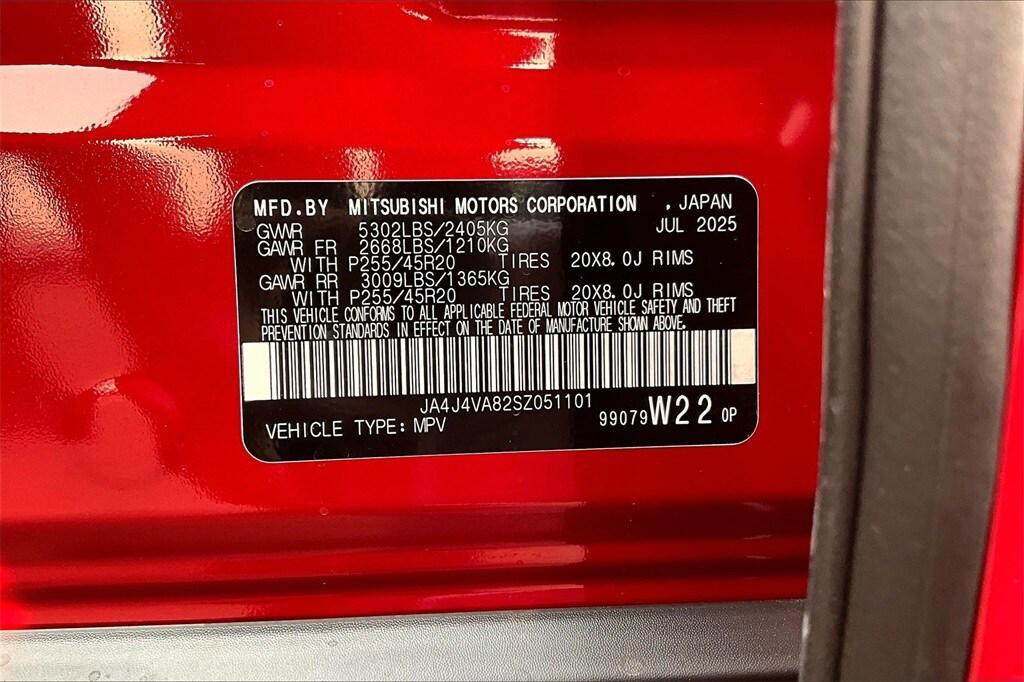 MFD.BY MITSUBISHI MOTORS CORPORATION , JAPAN
GVWR 5302LBS/2405KG JUL 2025
GAWR FR 2668LBS/1210KG
WITH P255/45R20 TIRES 20X8.0J RIMS
GAWR RR 3009LBS/1365KG
WITH P255/45R20 TIRES 20X8.0J RIMS
THIS VEHICLE CONFORMS TO ALL APPLICABLE FEDERAL MOTOR VEHICLE SAFETY AND THEFT
PREVENTION STANDARDS IN EFFECT ON THE DATE OF MANUFACTURE SHOWN ABOVE.
JA4J4VA82SZ051101
VEHICLE TYPE: MPV 99079 W22 0P